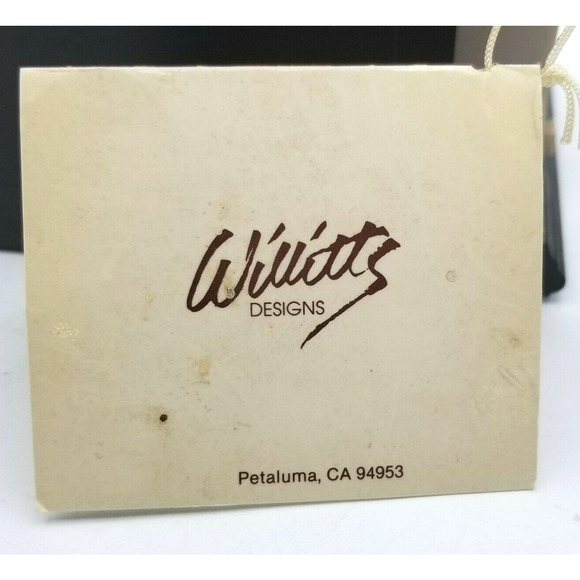 Willitts
DESIGNS
Petaluma, CA 94953